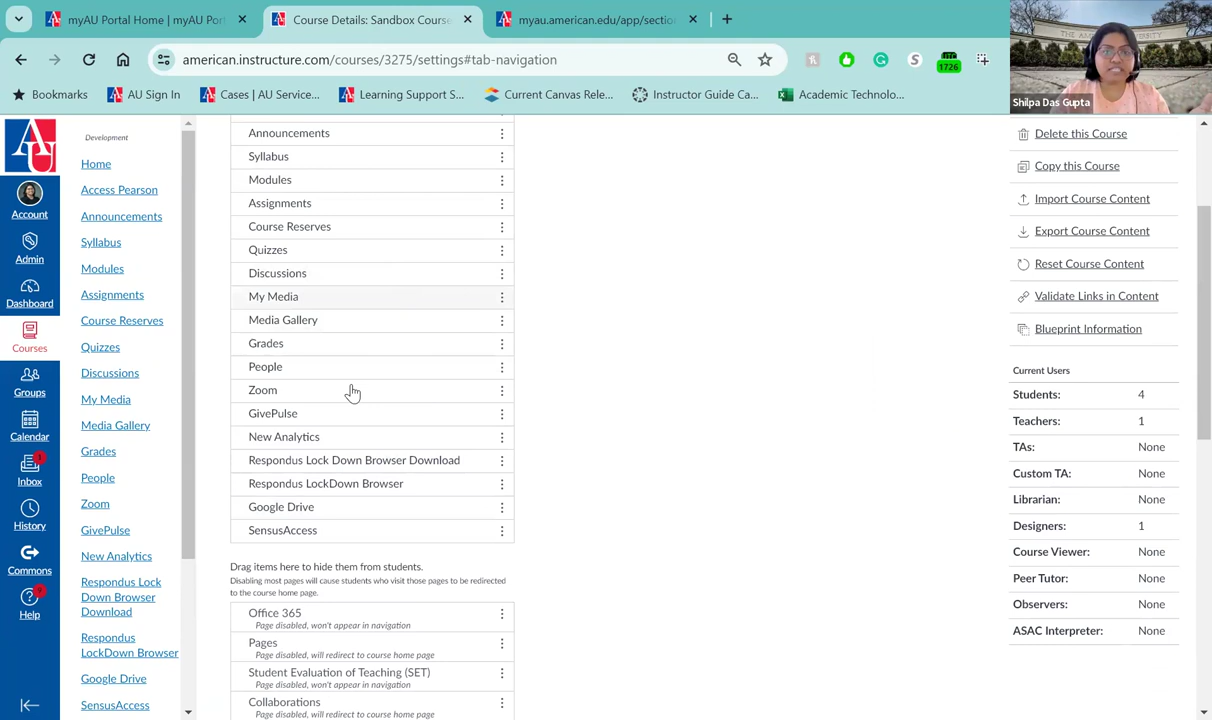 myAU Portal Home | myAU Por
Course Details: Sandbox Course
myau.american.edu/app/sectio
american.instructure.com/courses/3275/settings#tab-navigation
1726
Bookmarks
AU Sign In
Cases | AU Service...
Learning Support S...
Current Canvas Rele...
Instructor Guide Ca...
Academic Technolo...
Shilpa Das Gupta
Account
Admin
Dashboard
Courses
Groups
Calendar
Inbox
History
Commons
Help
Development
Home
Access Pearson
Announcements
Syllabus
Modules
Assignments
Course Reserves
Quizzes
Discussions
My Media
Media Gallery
Grades
People
Zoom
GivePulse
New Analytics
Respondus Lock
Down Browser
Download
Respondus
LockDown Browser
Google Drive
SensusAccess
Announcements
Syllabus
Modules
Assignments
Course Reserves
Quizzes
Discussions
My Media
Media Gallery
Grades
People
Zoom
GivePulse
New Analytics
Respondus Lock Down Browser Download
Respondus LockDown Browser
Google Drive
SensusAccess
Drag items here to hide them from students.
Disabling most pages will cause students who visit those pages to be redirected
to the course home page.
Office 365
Page disabled, won't appear in navigation
Pages
Page disabled, will redirect to course home page
Student Evaluation of Teaching (SET)
Page disabled, won't appear in navigation
Collaborations
Page disabled, will redirect to course home page
Delete this Course
Copy this Course
Import Course Content
Export Course Content
Reset Course Content
Validate Links in Content
Blueprint Information
Current Users
Students: 4
Teachers: 1
TAs: None
Custom TA: None
Librarian: None
Designers: 1
Course Viewer: None
Peer Tutor: None
Observers: None
ASAC Interpreter: None